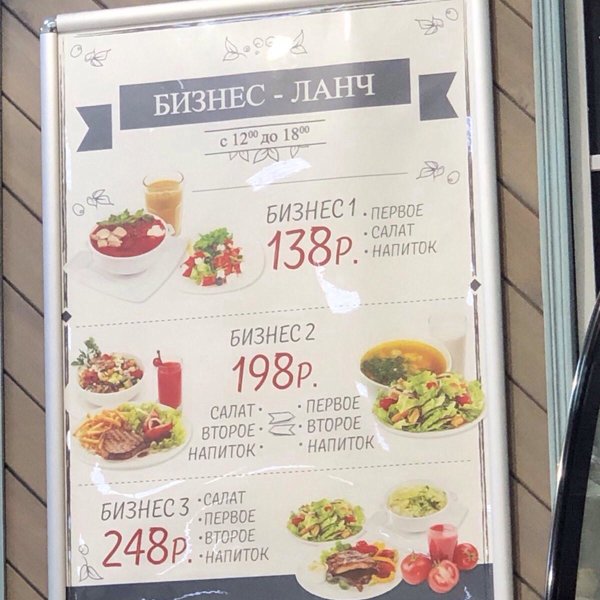 БИЗНЕС - ЛАНЧ
с 12⁰⁰ до 18⁰⁰
БИЗНЕС 1
138Р.
• ПЕРВОЕ
• САЛАТ
• НАПИТОК
БИЗНЕС 2
198Р.
САЛАТ •
ВТОРОЕ •
НАПИТОК •
• ПЕРВОЕ
• ВТОРОЕ
• НАПИТОК
БИЗНЕС 3
248Р.
• САЛАТ
• ПЕРВОЕ
• ВТОРОЕ
• НАПИТОК